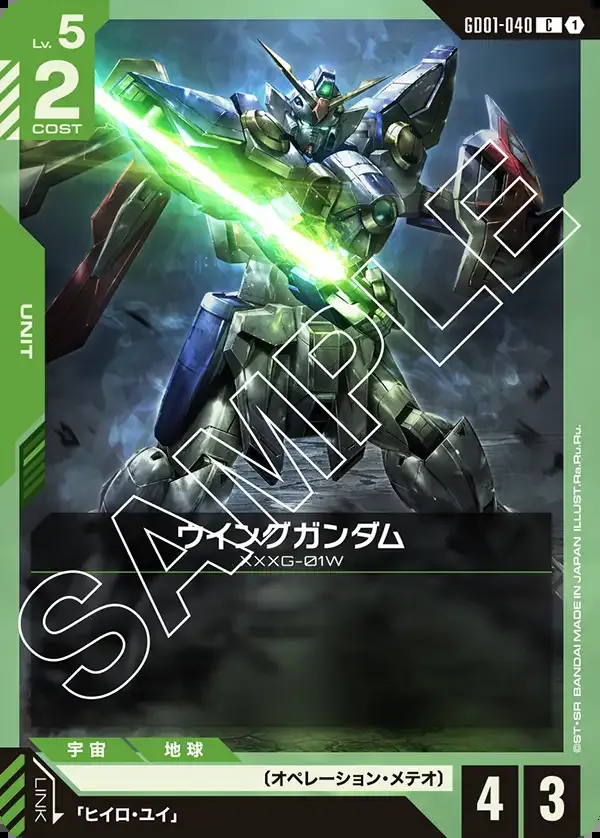 GD01-040 C 1
Lv. 5
2
COST
UNIT
SAMPLE
ウイングガンダム
XXXG-01W
©ST・SR BANDAI MADE IN JAPAN ILLUST.Ra.Ru.Ru.
宇宙 地球
〔オペレーション・メテオ〕
LINK
「ヒイロ・ユイ」
4 3